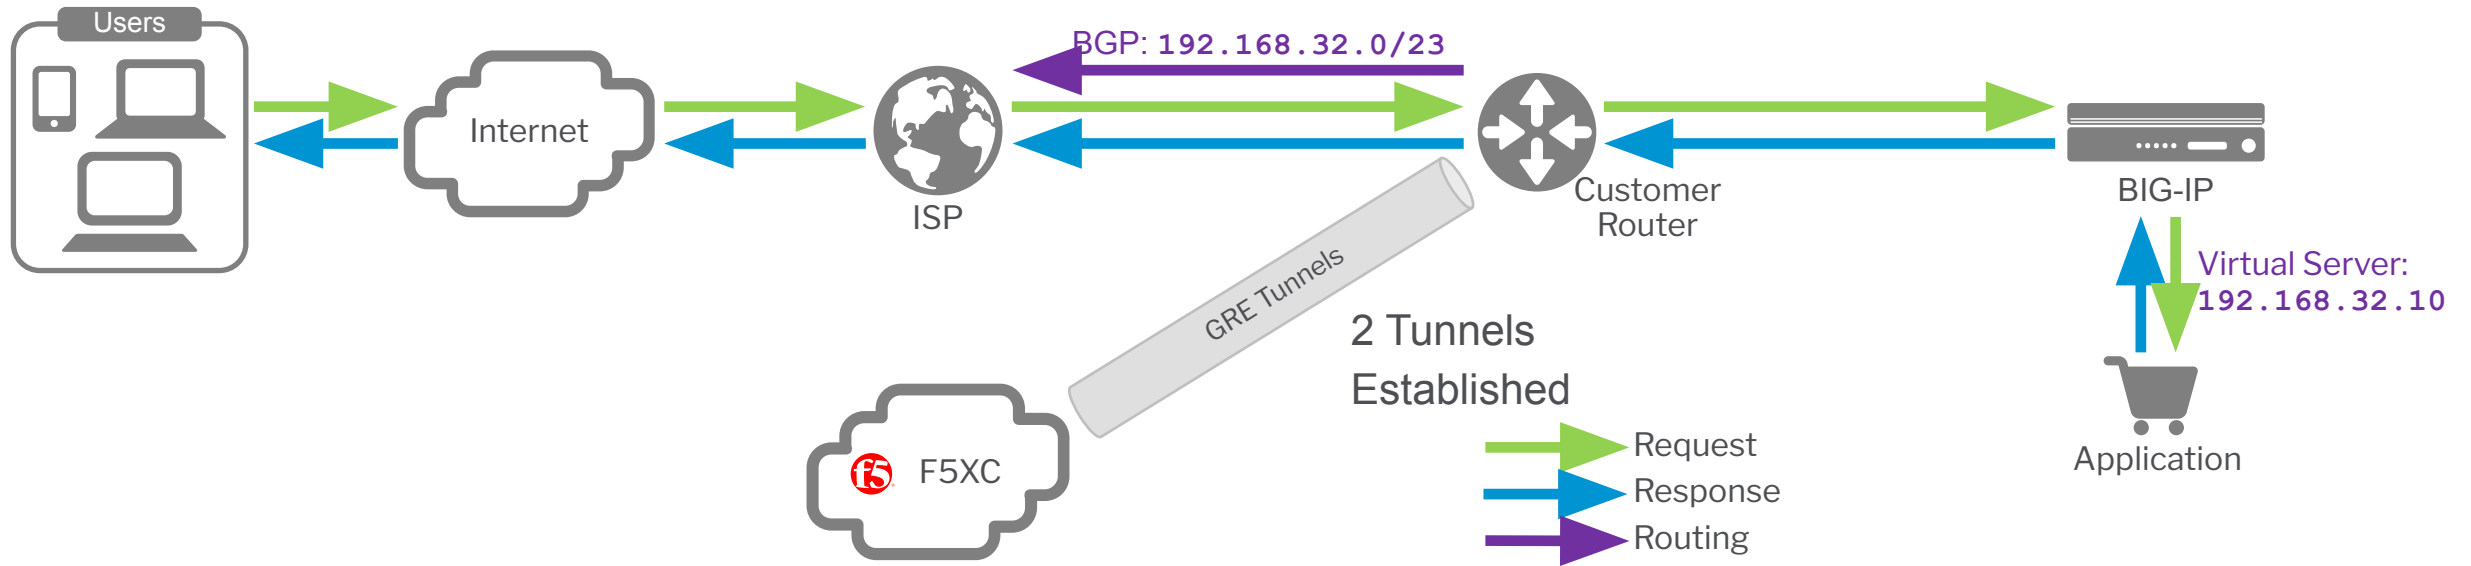 Users
BGP: 192.168.32.0/23
Internet
ISP
Customer
Router
BIG-IP
Virtual Server:
192.168.32.10
GRE Tunnels
2 Tunnels
Established
f5
F5XC
Request
Response
Routing
Application